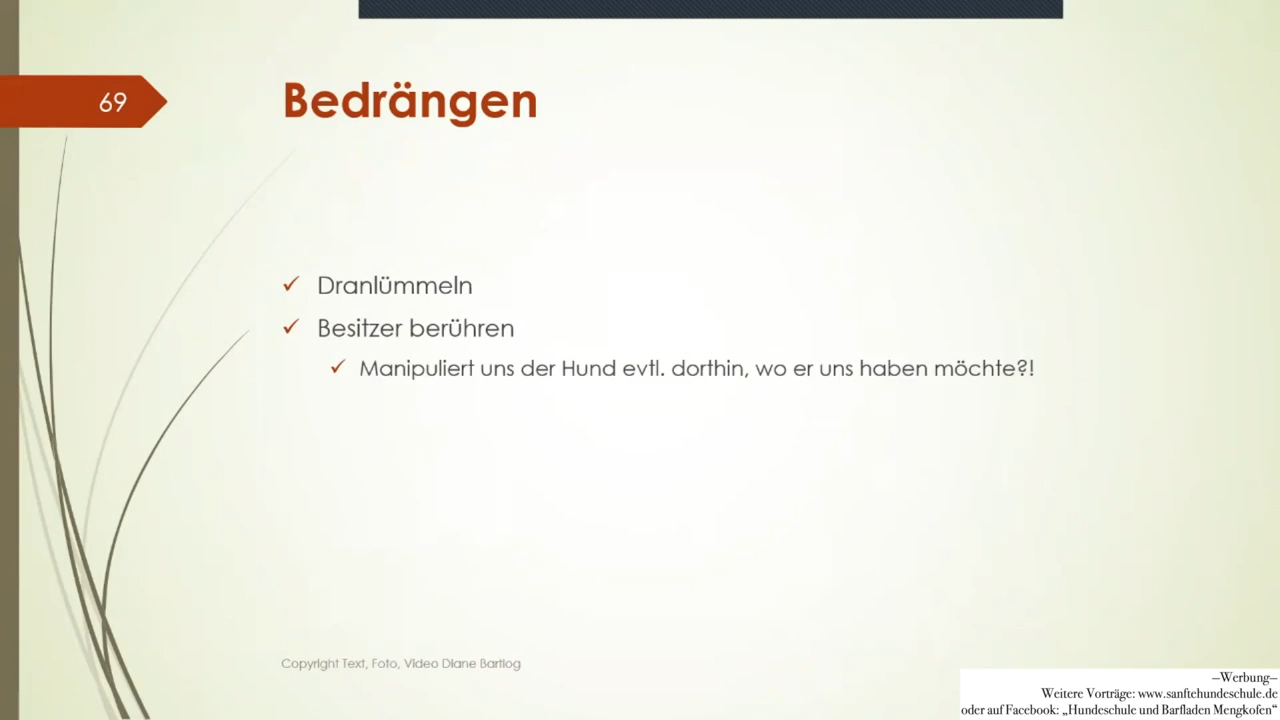 69
Bedrängen
Dranlümmeln
Besitzer berühren
Manipuliert uns der Hund evtl. dorthin, wo er uns haben möchte?!
Copyright Text, Foto, Video Diane Bartlog
—Werbung—
Weitere Vorträge: www.sanftehundeschule.de
oder auf Facebook: „Hundeschule und Barfladen Mengkofen“